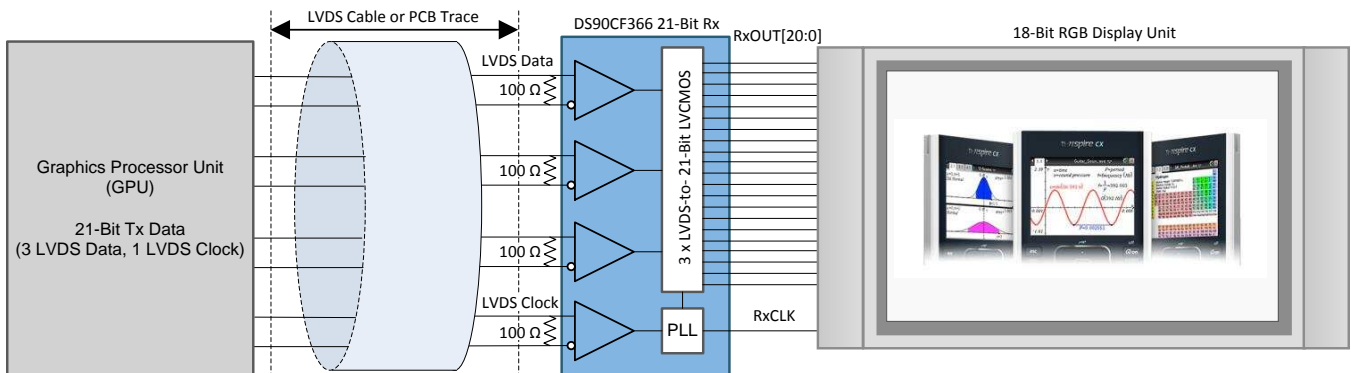 LVDS Cable or PCB Trace
DS90CF366 21-Bit Rx
RxOUT[20:0]
18-Bit RGB Display Unit
LVDS Data
100 Ω
100 Ω
100 Ω
LVDS Clock
100 Ω
Graphics Processor Unit
(GPU)
21-Bit Tx Data
(3 LVDS Data, 1 LVDS Clock)
3 x LVDS-to- 21-Bit LVCMOS
PLL
RxCLK